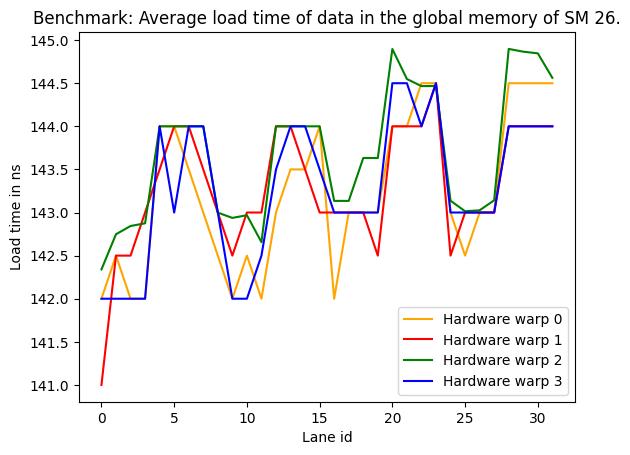 Benchmark: Average load time of data in the global memory of SM 26.
Load time in ns
145.0
144.5
144.0
143.5
143.0
142.5
142.0
141.5
141.0
Hardware warp 0
Hardware warp 1
Hardware warp 2
Hardware warp 3
0 5 10 15 20 25 30
Lane id